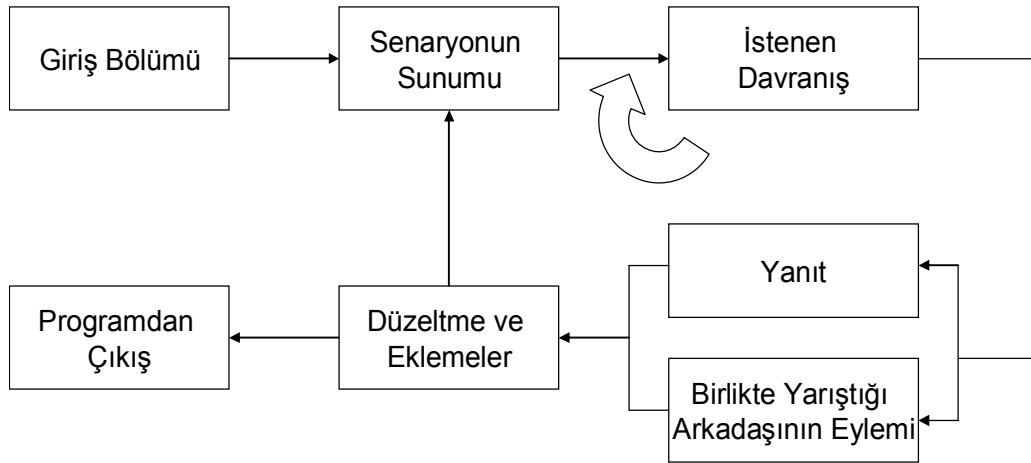 Giriş Bölümü
Senaryonun
Sunumu
İstenen
Davranış
Yanıt
Programdan
Çıkış
Düzeltme ve
Eklemeler
Birlikte Yarıştığı
Arkadaşının Eylemi